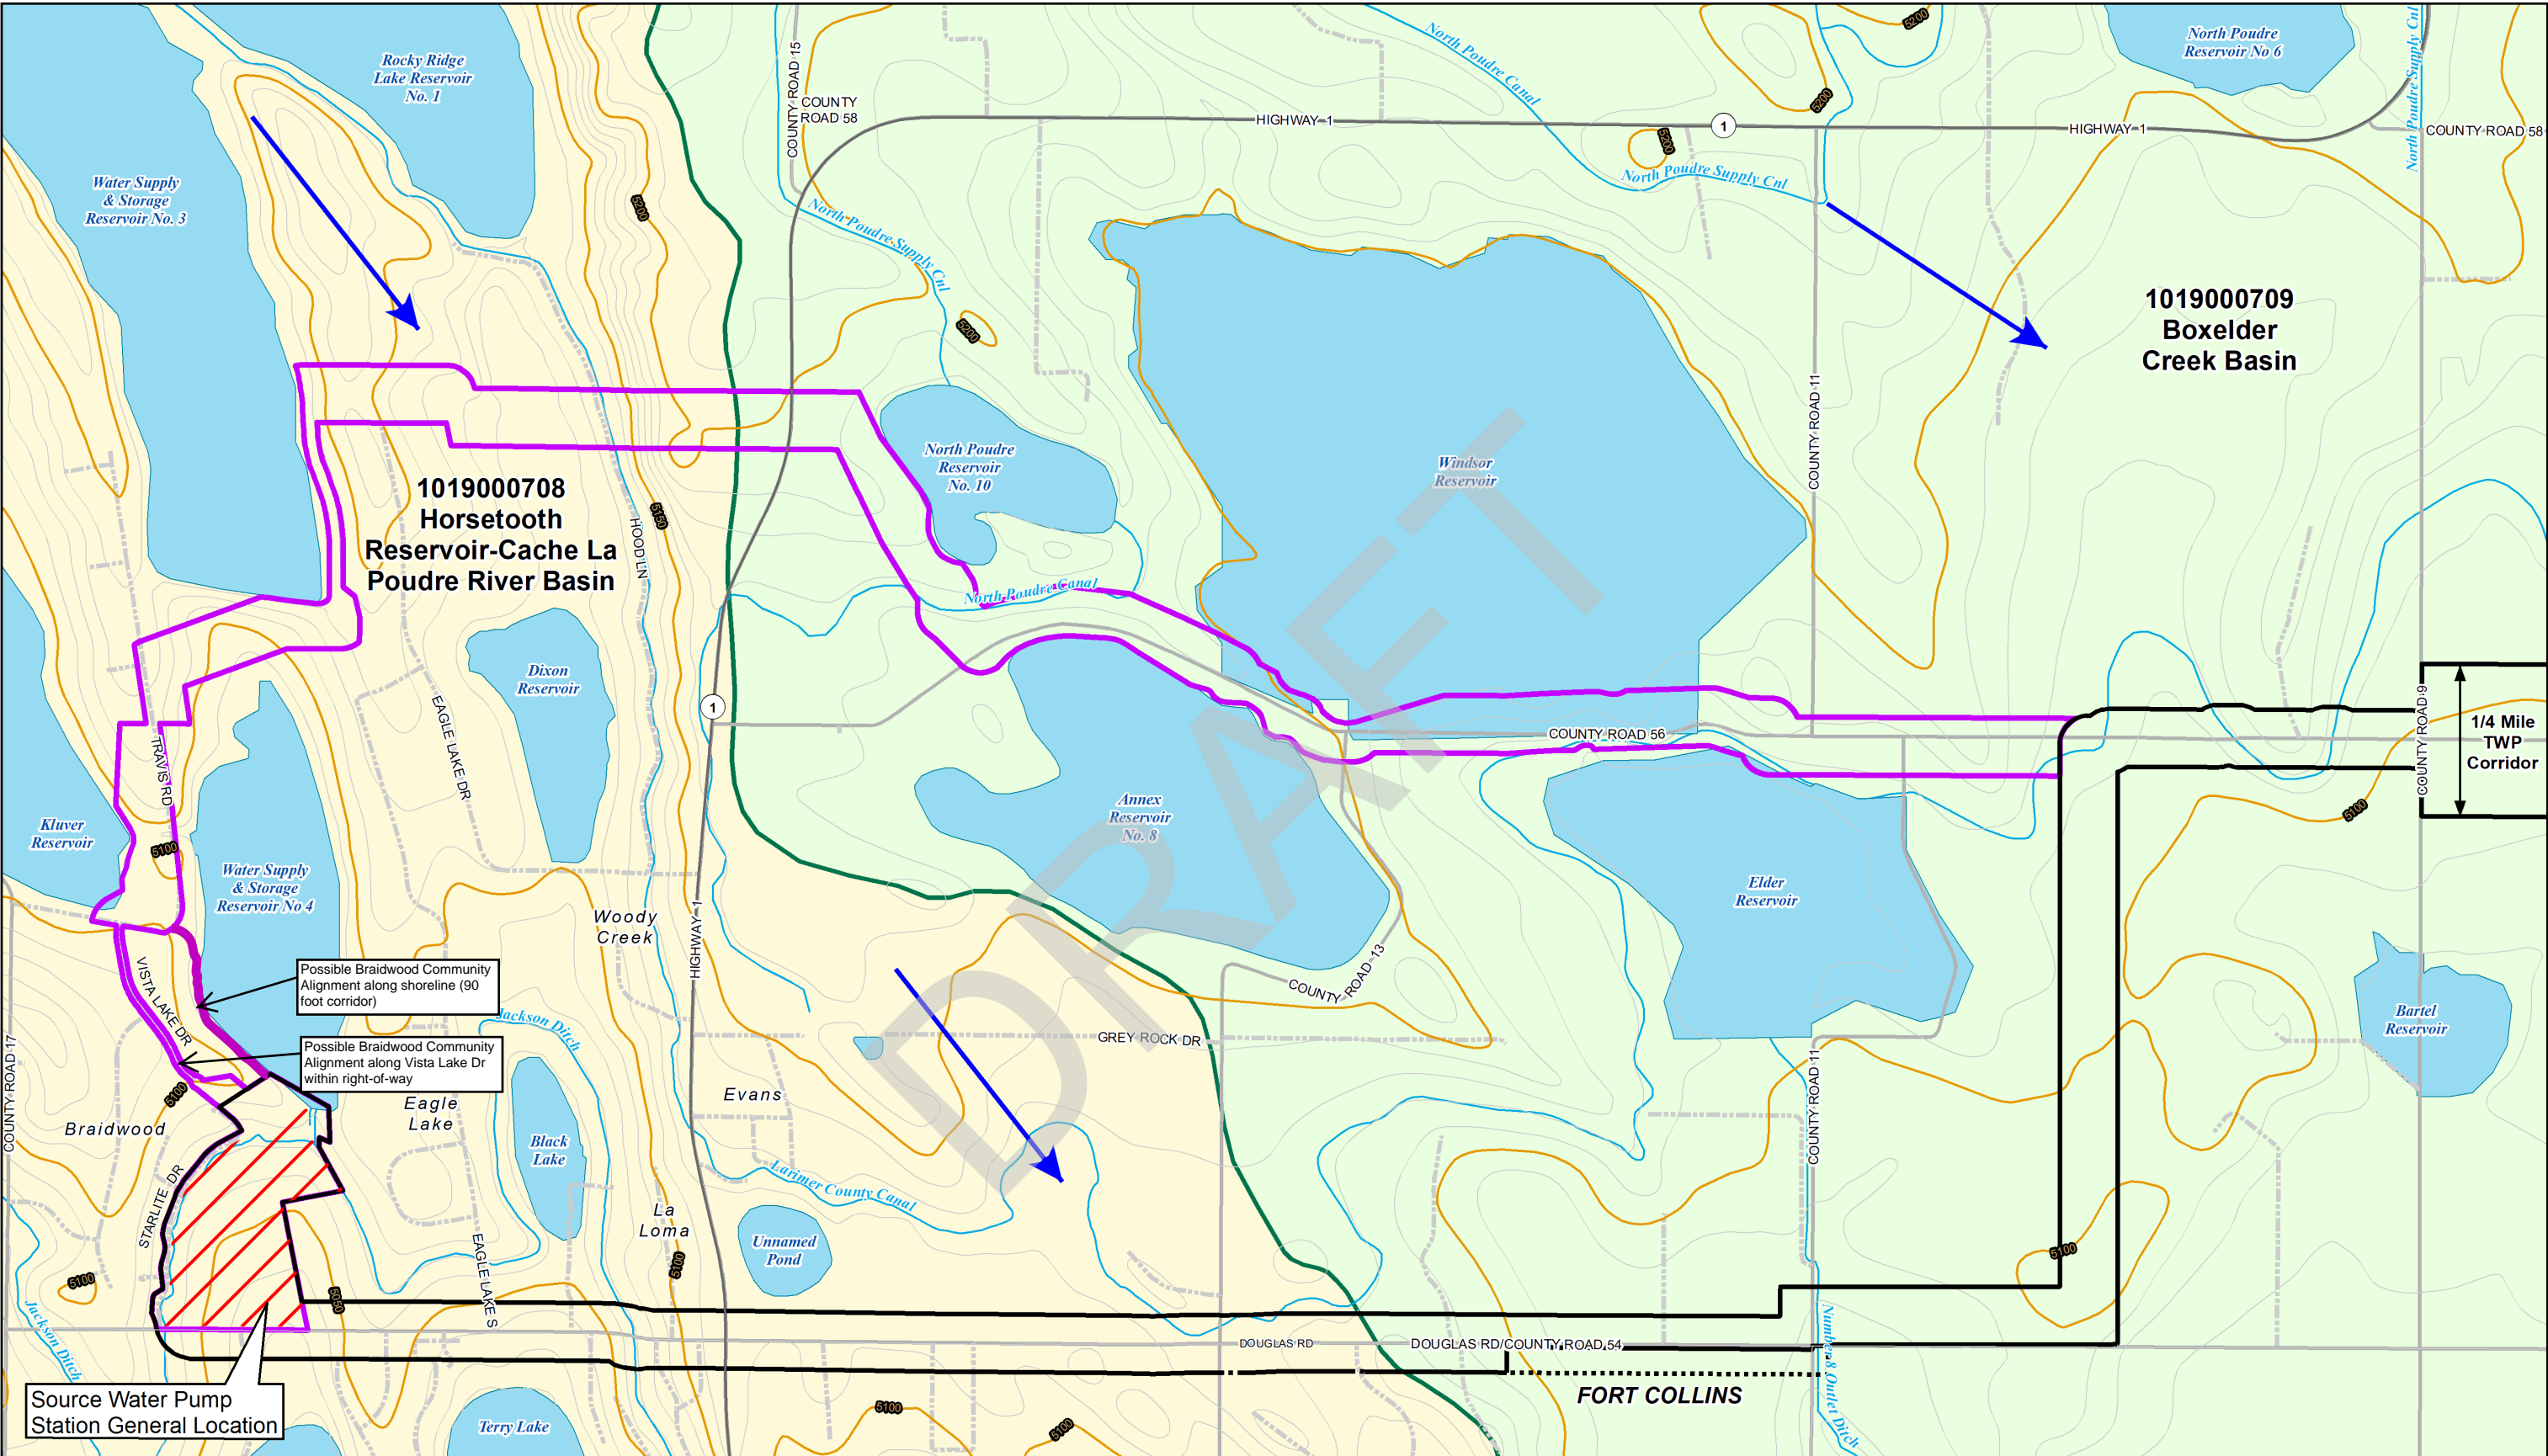 Rocky Ridge
Lake Reservoir
No. 1
COUNTY ROAD 15
COUNTY
ROAD 58
HIGHWAY 1
North Poudre Canal
5200
5200
1
HIGHWAY 1
North Poudre
Reservoir No 6
North Poudre Supply Cnl
COUNTY ROAD 58
Water Supply
& Storage
Reservoir No. 3
5200
North Poudre Supply Cnl
5200
5200
North Poudre Supply Cnl
1019000709
Boxelder
Creek Basin
1019000708
Horsetooth
Reservoir-Cache La
Poudre River Basin
North Poudre
Reservoir
No. 10
Windsor
Reservoir
COUNTY ROAD 11
HOOD LN
5150
North Poudre Canal
Dixon
Reservoir
EAGLE LAKE DR
1
TRAVIS RD
COUNTY ROAD 56
COUNTY ROAD 9
1/4 Mile
TWP
Corridor
Kluver
Reservoir
5100
Water Supply
& Storage
Reservoir No 4
Annex
Reservoir
No. 8
Elder
Reservoir
5100
DRAFT
Woody
Creek
HIGHWAY 1
COUNTY ROAD 13
Possible Braidwood Community
Alignment along shoreline (90
foot corridor)
VISTA LAKE DR
Jackson Ditch
Possible Braidwood Community
Alignment along Vista Lake Dr
within right-of-way
GREY ROCK DR
Bartel
Reservoir
COUNTY ROAD 17
5100
Braidwood
Eagle
Lake
Evans
Black
Lake
COUNTY ROAD 11
STARLITE DR
Larimer County Canal
La
Loma
Unnamed
Pond
EAGLE LAKE S
5100
5100
5050
5100
Jackson Ditch
DOUGLAS RD
DOUGLAS RD/COUNTY ROAD 54
Number 8 Outlet Ditch
FORT COLLINS
Source Water Pump
Station General Location
Terry Lake
5100
5100